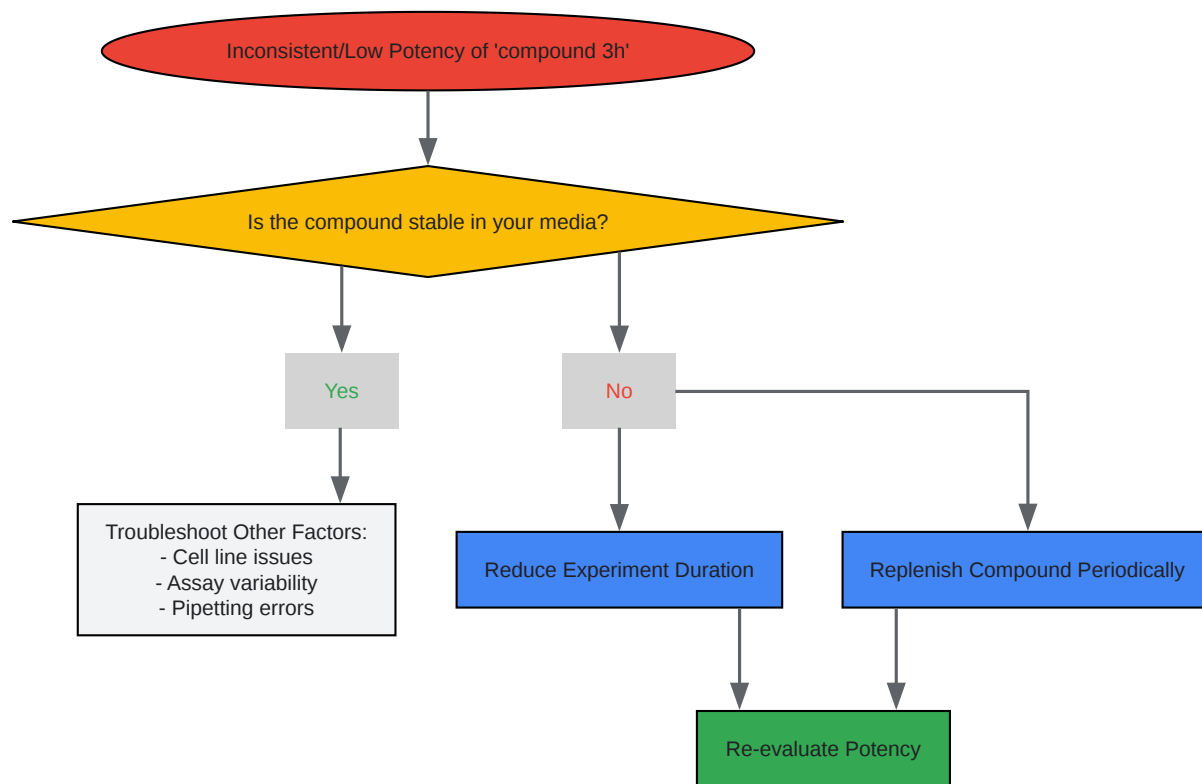 Inconsistent/Low Potency of 'compound 3h'
Is the compound stable in your media?
Yes
No
Troubleshoot Other Factors:
- Cell line issues
- Assay variability
- Pipetting errors
Reduce Experiment Duration
Replenish Compound Periodically
Re-evaluate Potency